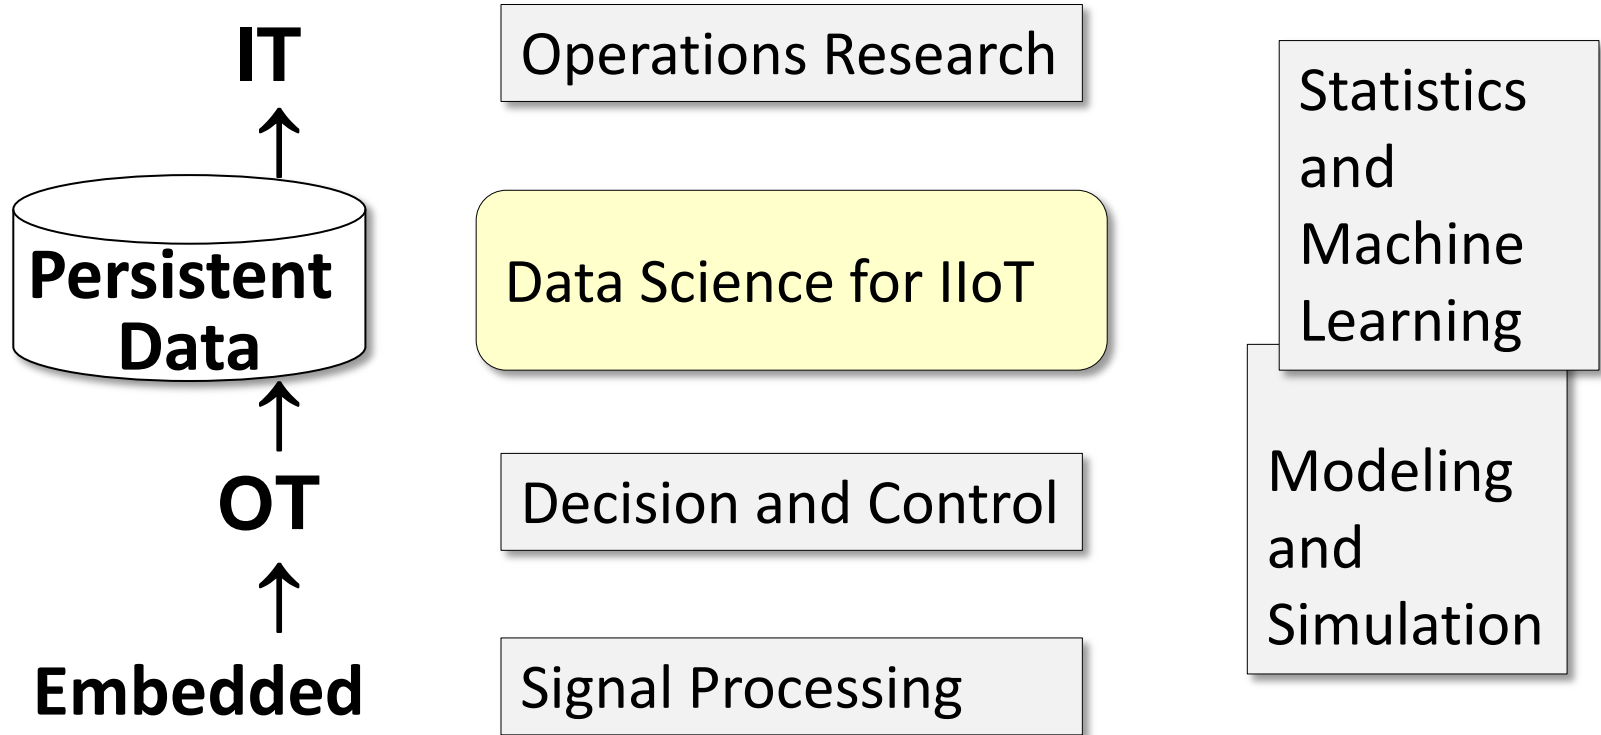 IT
Persistent
Data
OT
Embedded
Operations Research
Data Science for IIoT
Decision and Control
Signal Processing
Statistics
and
Machine
Learning
Modeling
and
Simulation